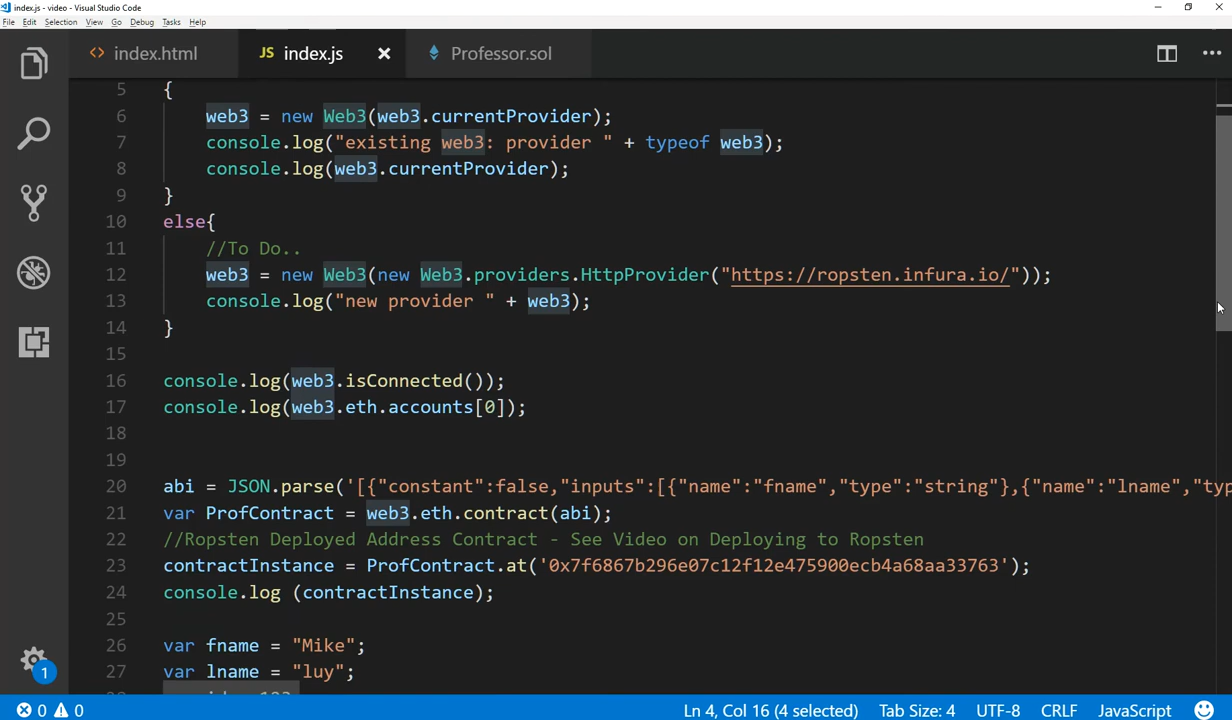 index.js - video - Visual Studio Code
File Edit Selection View Go Debug Tasks Help
index.html JS index.js Professor.sol
5 {
6 web3 = new Web3(web3.currentProvider);
7 console.log("existing web3: provider " + typeof web3);
8 console.log(web3.currentProvider);
9 }
10 else{
11 //To Do..
12 web3 = new Web3(new Web3.providers.HttpProvider("https://ropsten.infura.io/"));
13 console.log("new provider " + web3);
14 }
15
16 console.log(web3.isConnected());
17 console.log(web3.eth.accounts[0]);
18
19
20 abi = JSON.parse('[{"constant":false,"inputs":[{"name":"fname","type":"string"},{"name":"lname","typ
21 var ProfContract = web3.eth.contract(abi);
22 //Ropsten Deployed Address Contract - See Video on Deploying to Ropsten
23 contractInstance = ProfContract.at('0x7f6867b296e07c12f12e475900ecb4a68aa33763');
24 console.log (contractInstance);
25
26 var fname = "Mike";
27 var lname = "luy";
1
0 0 Ln 4, Col 16 (4 selected) Tab Size: 4 UTF-8 CRLF JavaScript